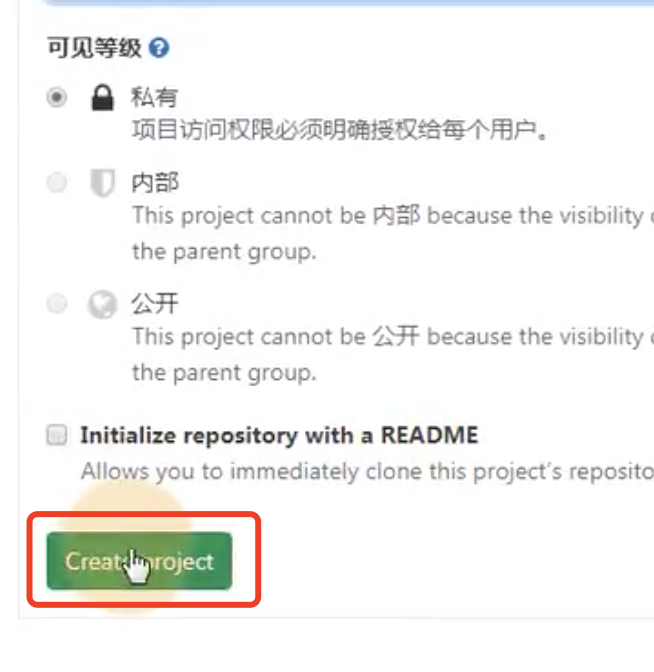 可见等级
私有
项目访问权限必须明确授权给每个用户。
内部
This project cannot be 内部 because the visibility
the parent group.
公开
This project cannot be 公开 because the visibility
the parent group.
Initialize repository with a README
Allows you to immediately clone this project's reposito
Create project